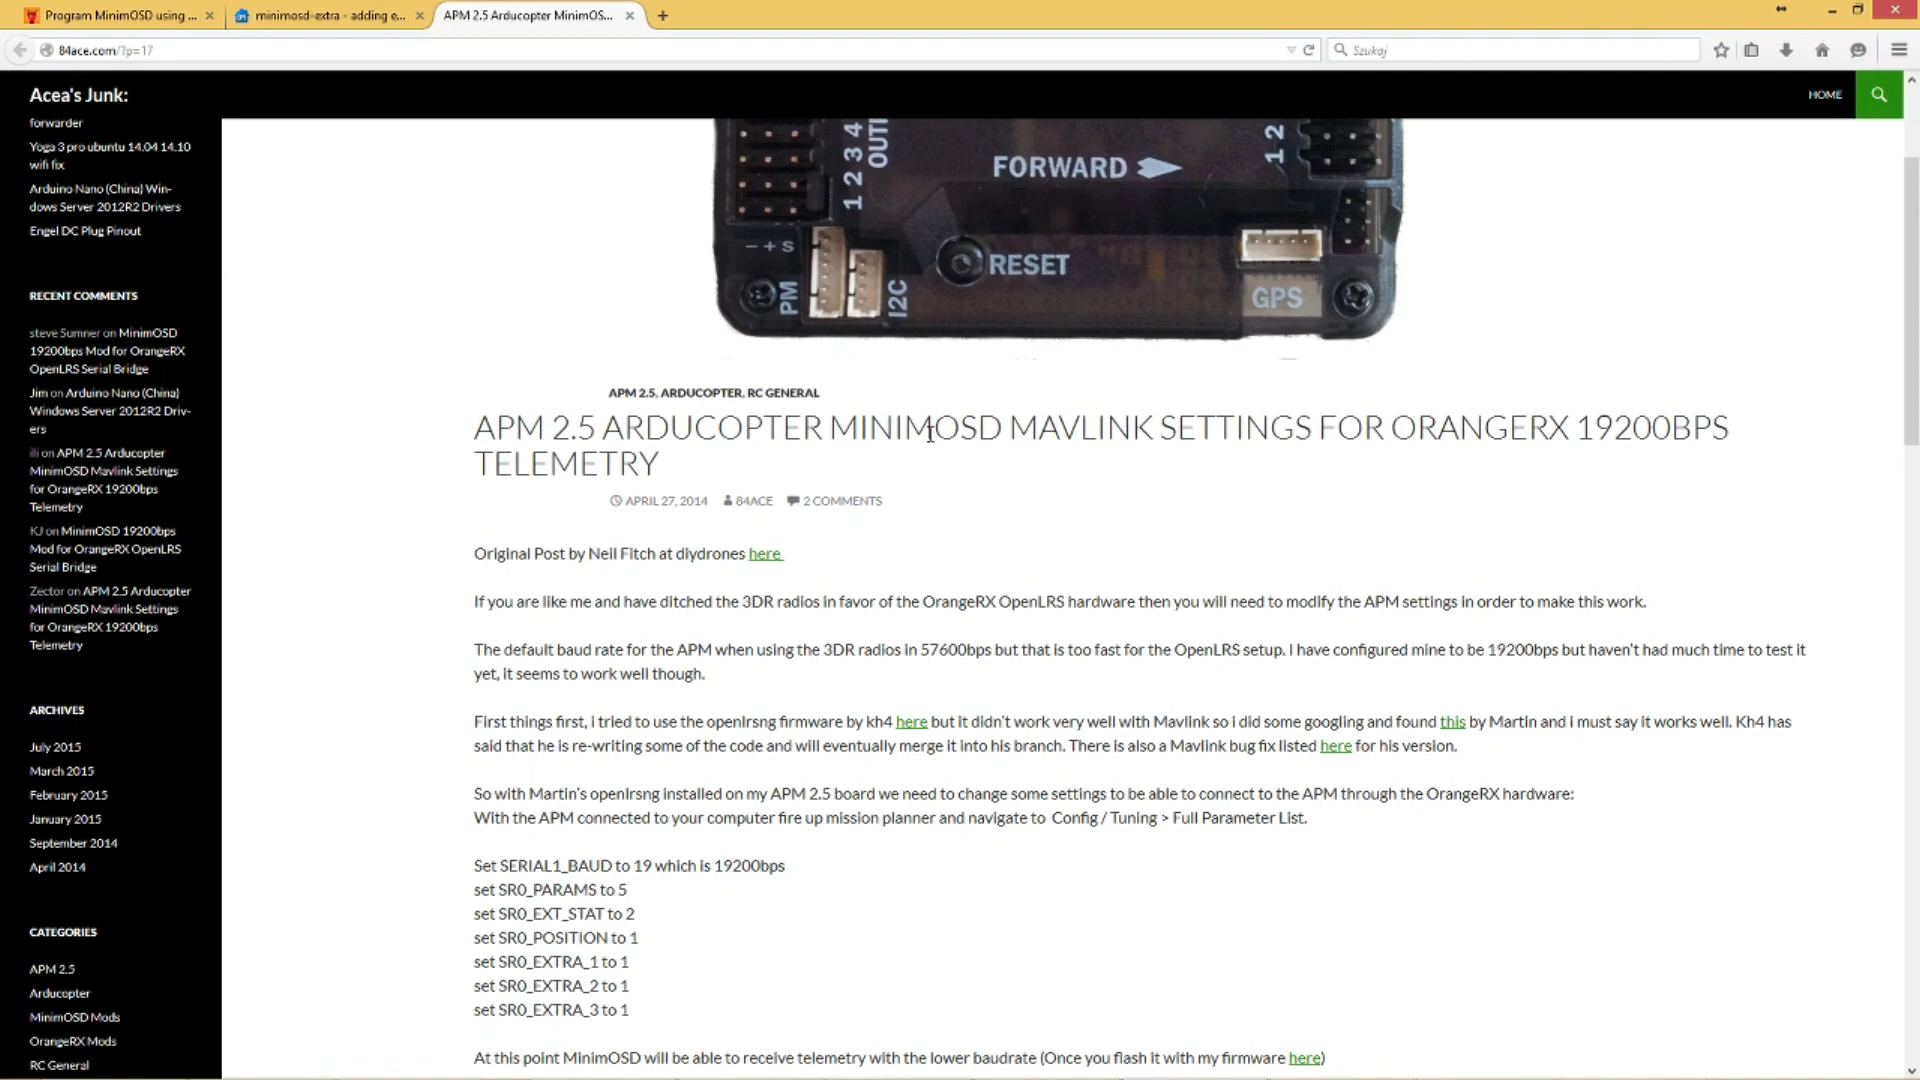 Program MinimOSD using ...
minimosd-extra - adding e...
APM 2.5 Arducopter MinimOS...
84ace.com/?p=17
Szukaj
Acea's Junk:
HOME
forwarder
Yoga 3 pro ubuntu 14.04 14.10
wifi fix
Arduino Nano (China) Win-
dows Server 2012R2 Drivers
Engel DC Plug Pinout
RECENT COMMENTS
steve Sumner on MinimOSD
19200bps Mod for OrangeRX
OpenLRS Serial Bridge
Jim on Arduino Nano (China)
Windows Server 2012R2 Driv-
ers
ili on APM 2.5 Arducopter
MinimOSD Mavlink Settings
for OrangeRX 19200bps
Telemetry
KJ on MinimOSD 19200bps
Mod for OrangeRX OpenLRS
Serial Bridge
Zector on APM 2.5 Arducopter
MinimOSD Mavlink Settings
for OrangeRX 19200bps
Telemetry
ARCHIVES
July 2015
March 2015
February 2015
January 2015
September 2014
April 2014
CATEGORIES
APM 2.5
Arducopter
MinimOSD Mods
OrangeRX Mods
RC General
1 2 3 4
FORWARD
1 2
- + S
PM
I2C
RESET
GPS
APM 2.5, ARDUCOPTER, RC GENERAL
APM 2.5 ARDUCOPTER MINIMOSD MAVLINK SETTINGS FOR ORANGERX 19200BPS
TELEMETRY
APRIL 27, 2014 84ACE 2 COMMENTS
Original Post by Neil Fitch at diydrones here
If you are like me and have ditched the 3DR radios in favor of the OrangeRX OpenLRS hardware then you will need to modify the APM settings in order to make this work.
The default baud rate for the APM when using the 3DR radios in 57600bps but that is too fast for the OpenLRS setup. I have configured mine to be 19200bps but haven't had much time to test it
yet, it seems to work well though.
First things first, i tried to use the openlrsng firmware by kh4 here but it didn't work very well with Mavlink so i did some googling and found this by Martin and i must say it works well. Kh4 has
said that he is re-writing some of the code and will eventually merge it into his branch. There is also a Mavlink bug fix listed here for his version.
So with Martin's openlrsng installed on my APM 2.5 board we need to change some settings to be able to connect to the APM through the OrangeRX hardware:
With the APM connected to your computer fire up mission planner and navigate to Config / Tuning > Full Parameter List.
Set SERIAL1_BAUD to 19 which is 19200bps
set SR0_PARAMS to 5
set SR0_EXT_STAT to 2
set SR0_POSITION to 1
set SR0_EXTRA_1 to 1
set SR0_EXTRA_2 to 1
set SR0_EXTRA_3 to 1
At this point MinimOSD will be able to receive telemetry with the lower baudrate (Once you flash it with my firmware here)